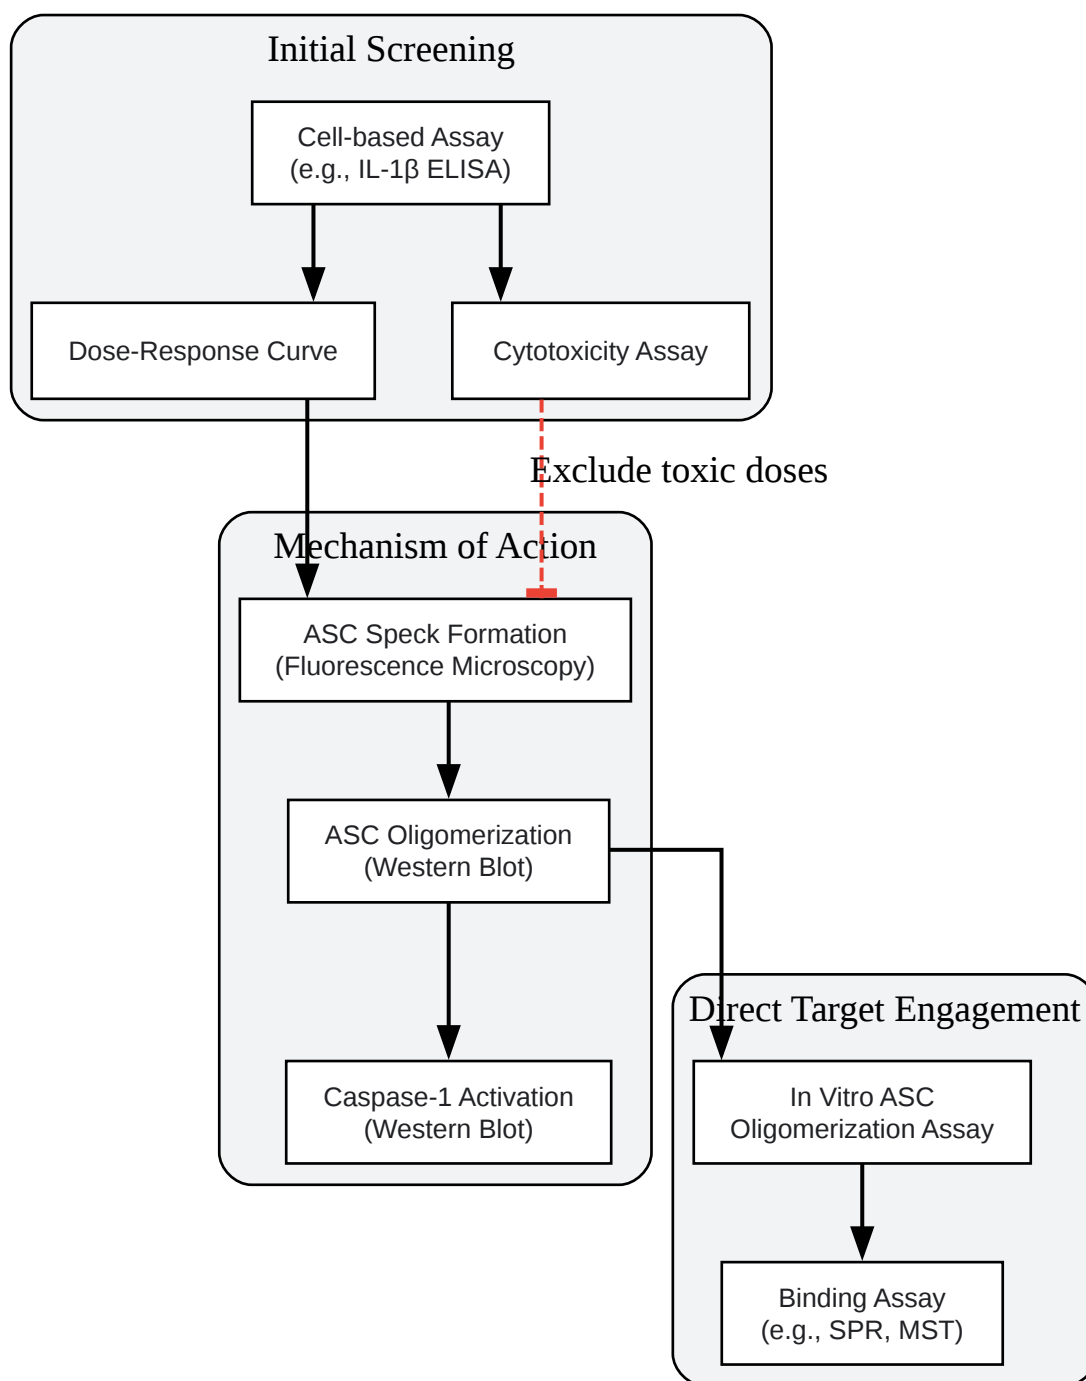 Initial Screening
Cell-based Assay
(e.g., IL-1β ELISA)
Dose-Response Curve
Cytotoxicity Assay
Exclude toxic doses
Mechanism of Action
ASC Speck Formation
(Fluorescence Microscopy)
ASC Oligomerization
(Western Blot)
Direct Target Engagement
Caspase-1 Activation
(Western Blot)
In Vitro ASC
Oligomerization Assay
Binding Assay
(e.g., SPR, MST)